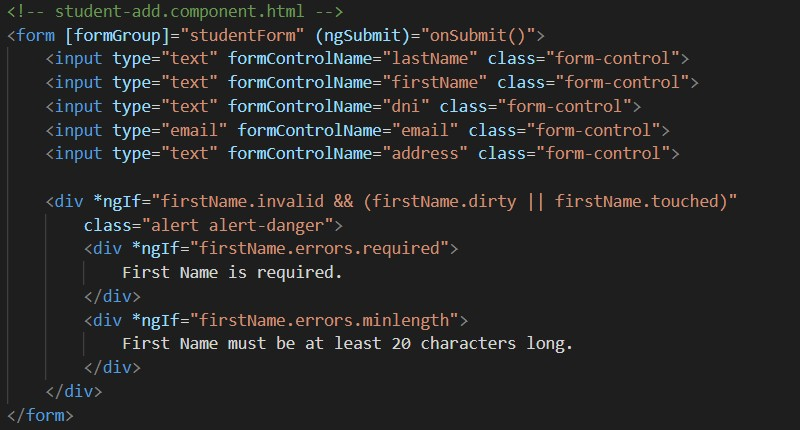 <!-- student-add.component.html -->
<form [formGroup]="studentForm" (ngSubmit)="onSubmit()">
    <input type="text" formControlName="lastName" class="form-control">
    <input type="text" formControlName="firstName" class="form-control">
    <input type="text" formControlName="dni" class="form-control">
    <input type="email" formControlName="email" class="form-control">
    <input type="text" formControlName="address" class="form-control">

    <div *ngIf="firstName.invalid && (firstName.dirty || firstName.touched)"
        class="alert alert-danger">
        <div *ngIf="firstName.errors.required">
            First Name is required.
        </div>
        <div *ngIf="firstName.errors.minlength">
            First Name must be at least 20 characters long.
        </div>
    </div>
</form>